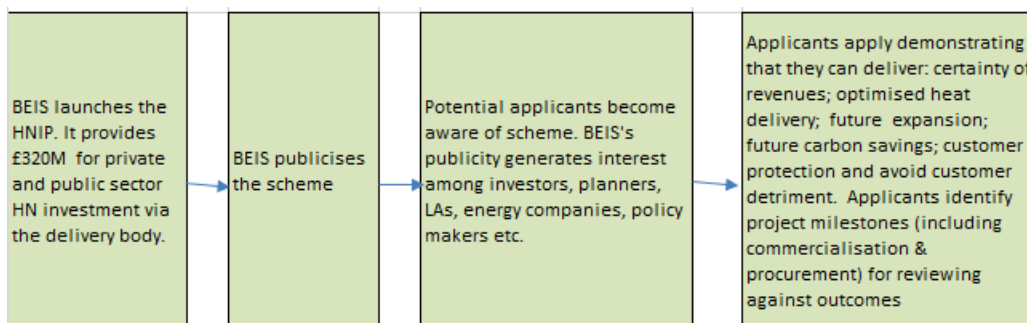 BEIS launches the
HNIP. It provides
£320M for private
and public sector
HN investment via
the delivery body.
BEIS publicises
the scheme
Potential applicants become
aware of scheme. BEIS's
publicity generates interest
among investors, planners,
LAs, energy companies, policy
makers etc.
Applicants apply demonstrating
that they can deliver: certainty of
revenues; optimised heat
delivery; future expansion;
future carbon savings; customer
protection and avoid customer
detriment. Applicants identify
project milestones (including
commercialisation &
procurement) for reviewing
against outcomes